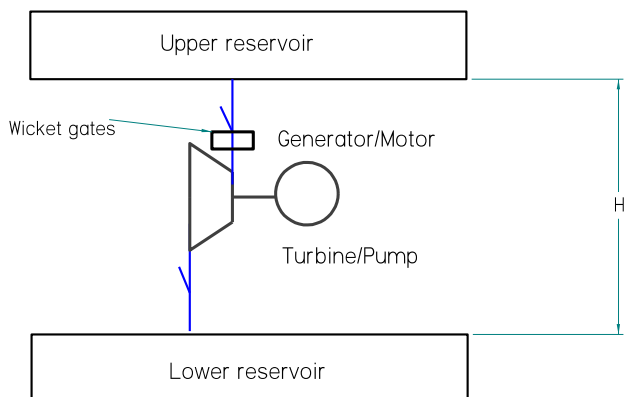 Upper reservoir
Wicket gates
Generator/Motor
H
Turbine/Pump
Lower reservoir